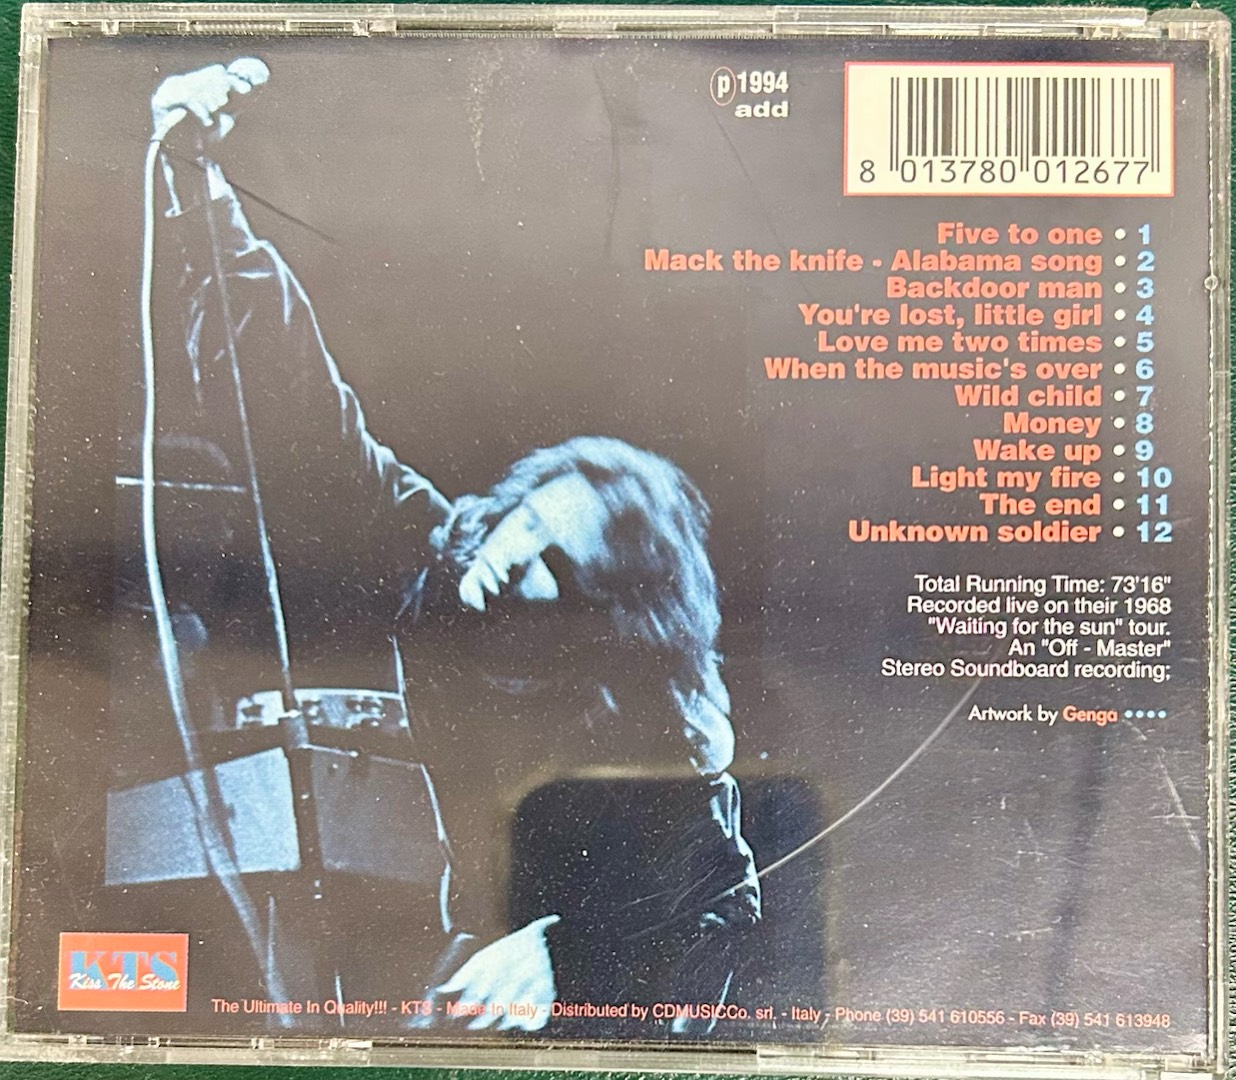 p 1994
add
8 013780 012677
Five to one • 1
Mack the knife - Alabama song • 2
Backdoor man • 3
You're lost, little girl • 4
Love me two times • 5
When the music's over • 6
Wild child • 7
Money • 8
Wake up • 9
Light my fire • 10
The end • 11
Unknown soldier • 12
Total Running Time: 73'16"
Recorded live on their 1968
"Waiting for the sun" tour.
An "Off - Master"
Stereo Soundboard recording;
Artwork by Genga ••••
KTS
Kiss The Stone
The Ultimate In Quality!!! - KTS - Made In Italy - Distributed by CDMUSICCo. srl. - Italy - Phone (39) 541 610556 - Fax (39) 541 613948